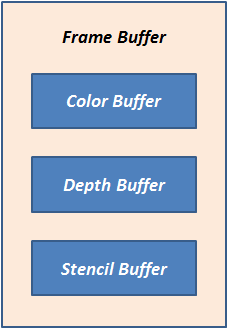 Frame Buffer
Color Buffer
Depth Buffer
Stencil Buffer